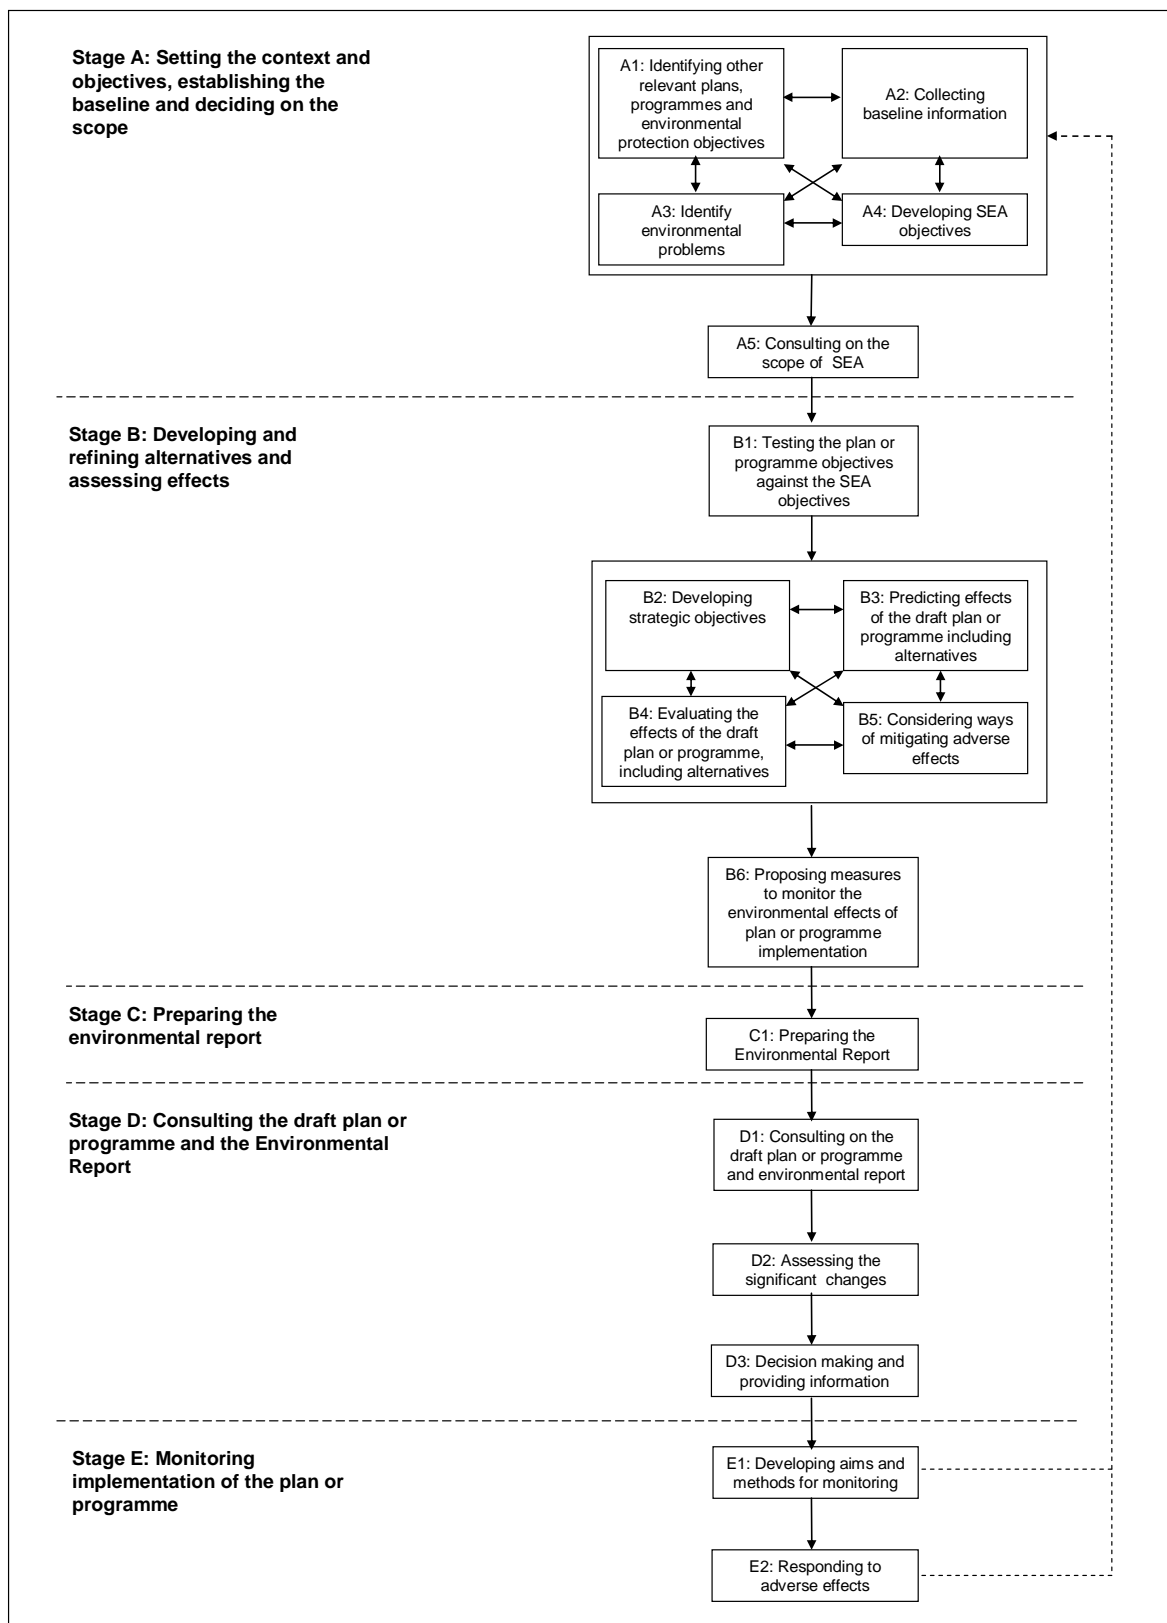 Stage A: Setting the context and
objectives, establishing the
baseline and deciding on the
scope
A1: Identifying other
relevant plans,
programmes and
environmental
protection objectives
A2: Collecting
baseline information
A3: Identify
environmental
problems
A4: Developing SEA
objectives
A5: Consulting on the
scope of SEA
Stage B: Developing and
refining alternatives and
assessing effects
B1: Testing the plan or
programme objectives
against the SEA
objectives
B2: Developing
strategic objectives
B3: Predicting effects
of the draft plan or
programme including
alternatives
B4: Evaluating the
effects of the draft
plan or programme,
including alternatives
B5: Considering ways
of mitigating adverse
effects
B6: Proposing measures
to monitor the
environmental effects of
plan or programme
implementation
Stage C: Preparing the
environmental report
C1: Preparing the
Environmental Report
Stage D: Consulting the draft plan or
programme and the Environmental
Report
D1: Consulting on the
draft plan or programme
and environmental report
D2: Assessing the
significant changes
D3: Decision making and
providing information
Stage E: Monitoring
implementation of the plan or
programme
E1: Developing aims and
methods for monitoring
E2: Responding to
adverse effects